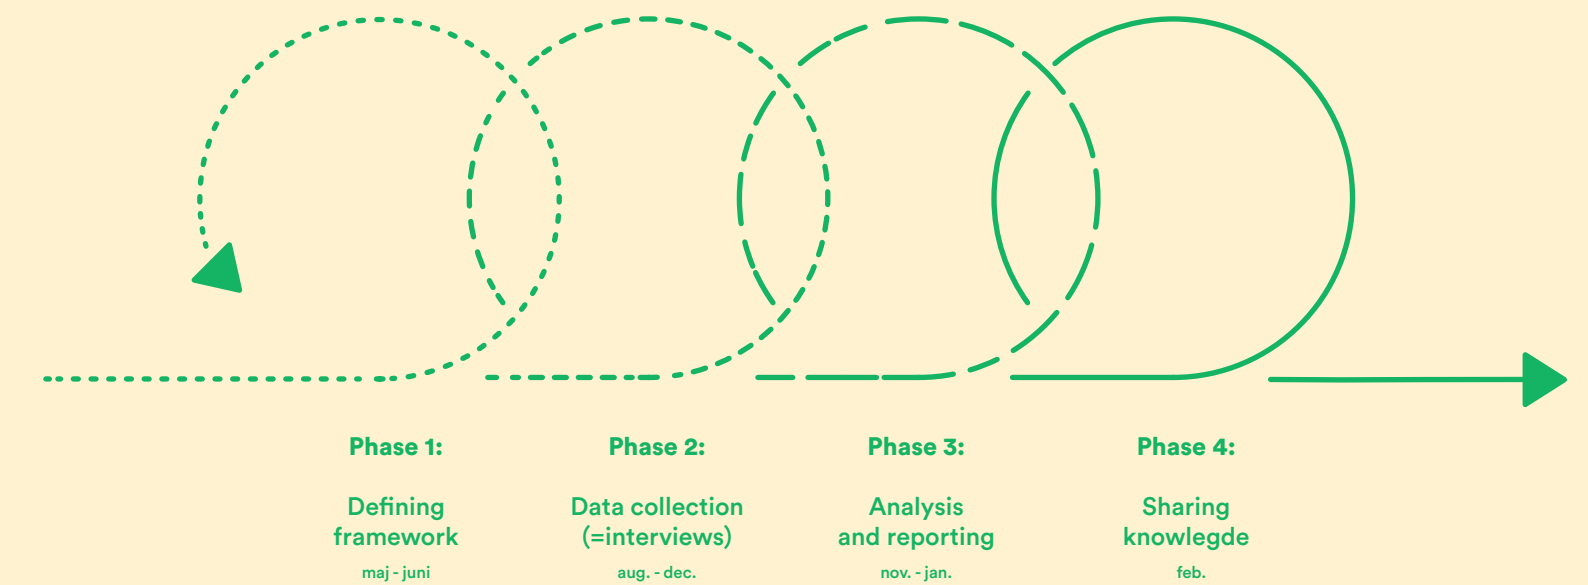 Phase 1:
Defining
framework
maj - juni
Phase 2:
Data collection
(=interviews)
aug. - dec.
Phase 3:
Analysis
and reporting
nov. - jan.
Phase 4:
Sharing
knowlegde
feb.